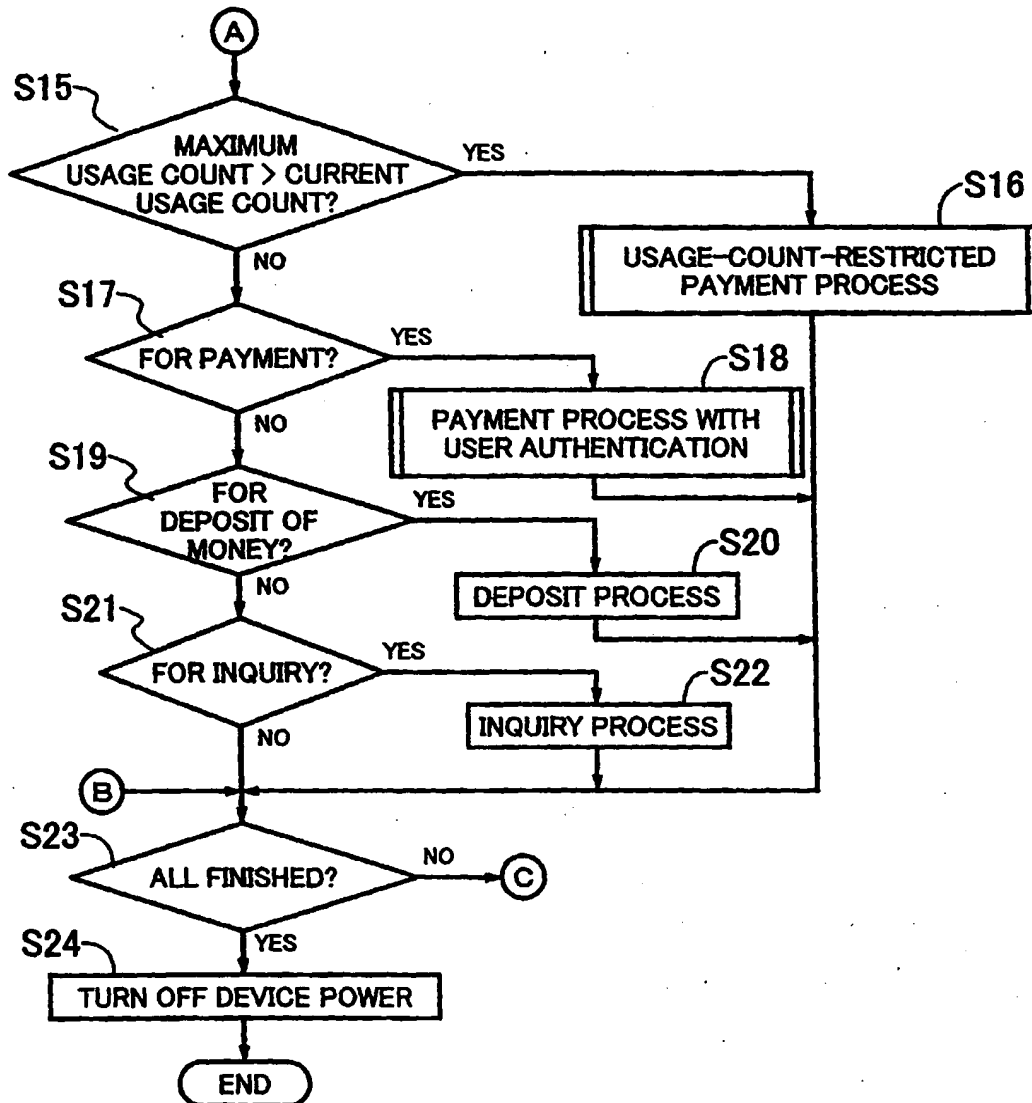 A
S15
MAXIMUM
USAGE COUNT > CURRENT
USAGE COUNT?
YES
NO
S16
USAGE-COUNT-RESTRICTED
PAYMENT PROCESS
S17
FOR PAYMENT?
YES
NO
S18
PAYMENT PROCESS WITH
USER AUTHENTICATION
S19
FOR
DEPOSIT OF
MONEY?
YES
NO
S20
DEPOSIT PROCESS
S21
FOR INQUIRY?
YES
NO
S22
INQUIRY PROCESS
B
S23
ALL FINISHED?
NO
C
YES
S24
TURN OFF DEVICE POWER
END